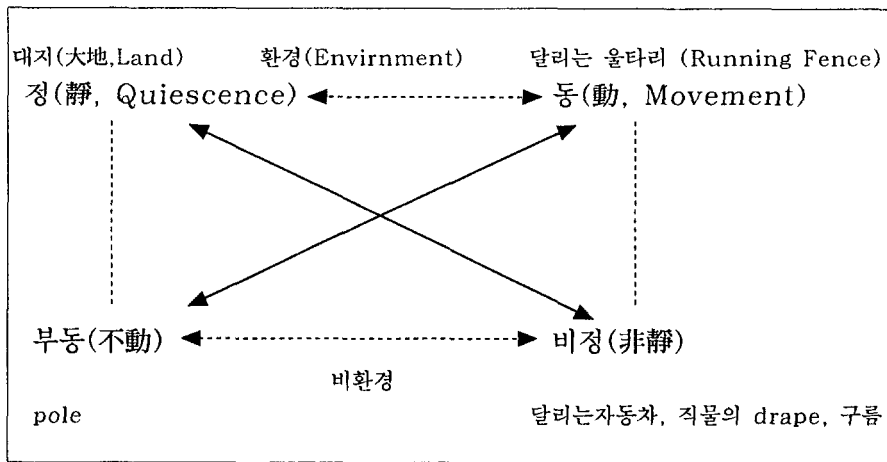 대지(大地,Land) 환경(Envirnment) 달리는 울타리 (Running Fence)
정(靜, Quiescence) 동(動, Movement)
부동(不動) 비정(非靜)
비환경
pole 달리는자동차, 직물의 drape, 구름